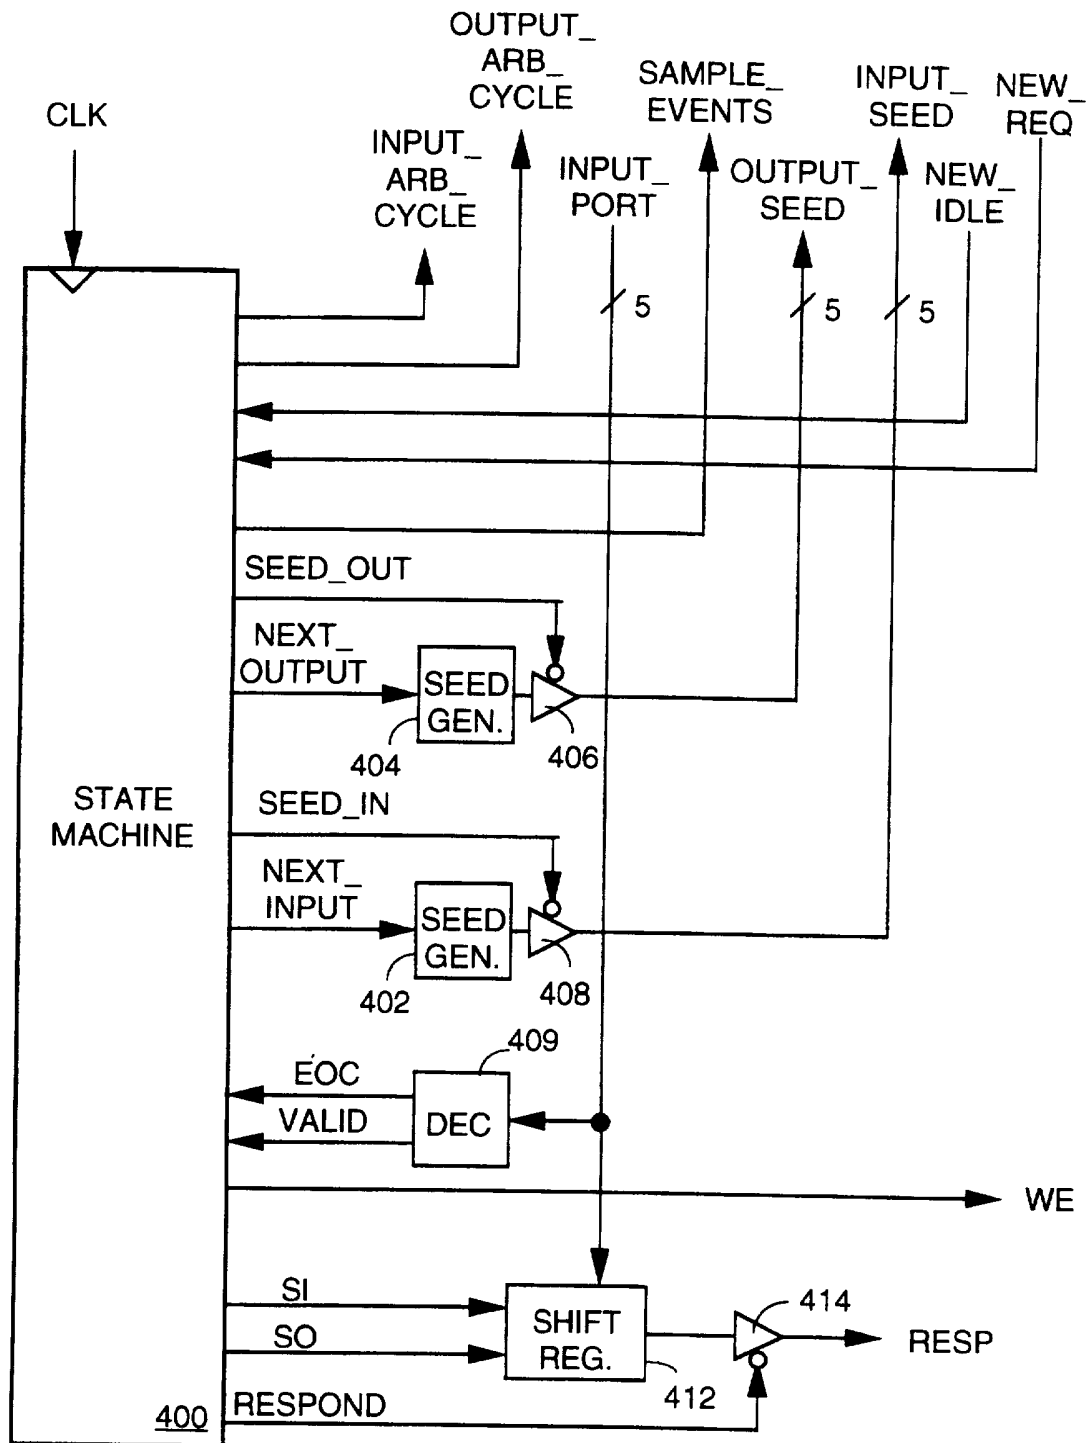 CLK
INPUT_
ARB_
CYCLE
OUTPUT_
ARB_
CYCLE
INPUT_
PORT
SAMPLE_
EVENTS
OUTPUT_
SEED
INPUT_
SEED
NEW_
IDLE
NEW_
REQ
5
5
5
SEED_OUT
NEXT_
OUTPUT
SEED
GEN.
404
406
STATE
MACHINE
SEED_IN
NEXT_
INPUT
SEED
GEN.
402
408
409
EOC
VALID
DEC
WE
SI
SO
SHIFT
REG.
412
414
RESP
400
RESPOND